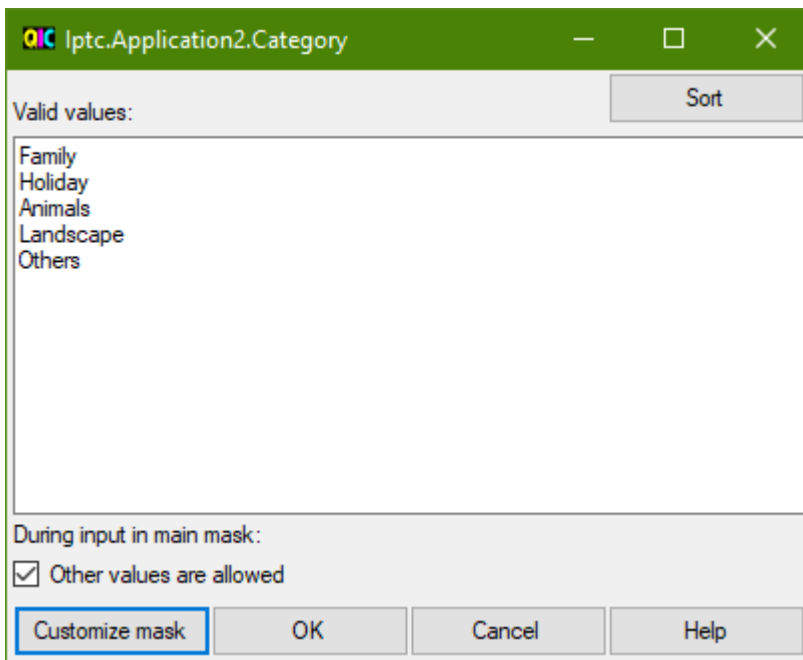 QIC Iptc.Application2.Category
Sort
Valid values:
Family
Holiday
Animals
Landscape
Others
During input in main mask:
Other values are allowed
Customize mask OK Cancel Help